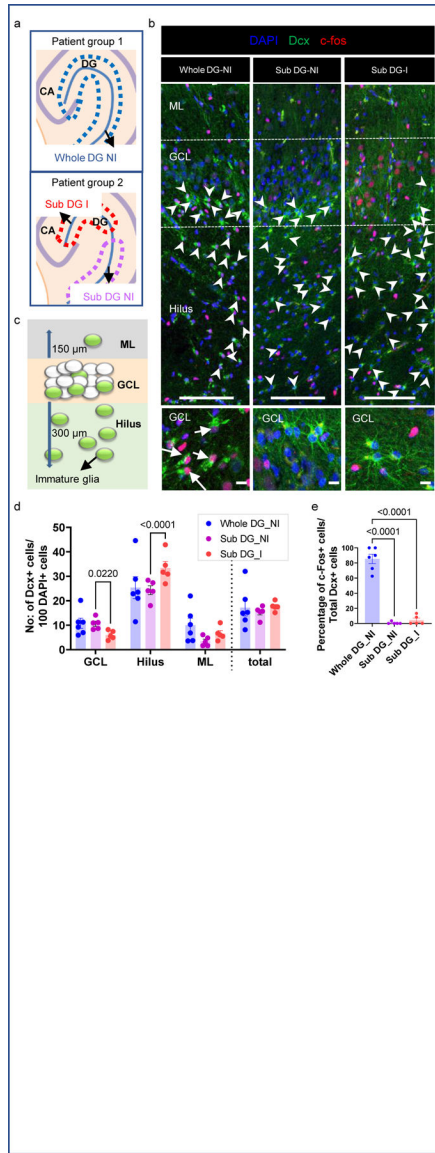 a
Patient group 1
DG
CA
Whole DG NI
Patient group 2
Sub DG I
CA
DG
Sub DG NI
b
DAPI Dcx c-fos
Whole DG-NI Sub DG-NI Sub DG-I
ML
GCL
Hilus
GCL GCL GCL
c
150 µm
ML
GCL
300 µm
Hilus
Immature glia
d
No: of Dcx+ cells/
100 DAPI+ cells
50
40
30
20
10
0
0.0220
<0.0001
Whole DG_NI
Sub DG_NI
Sub DG_I
GCL Hilus ML total
e
Percentage of c-Fos+ cells/
Total Dcx+ cells
100
80
60
40
20
0
<0.0001
<0.0001
Whole DG_NI
Sub DG_NI
Sub DG_I